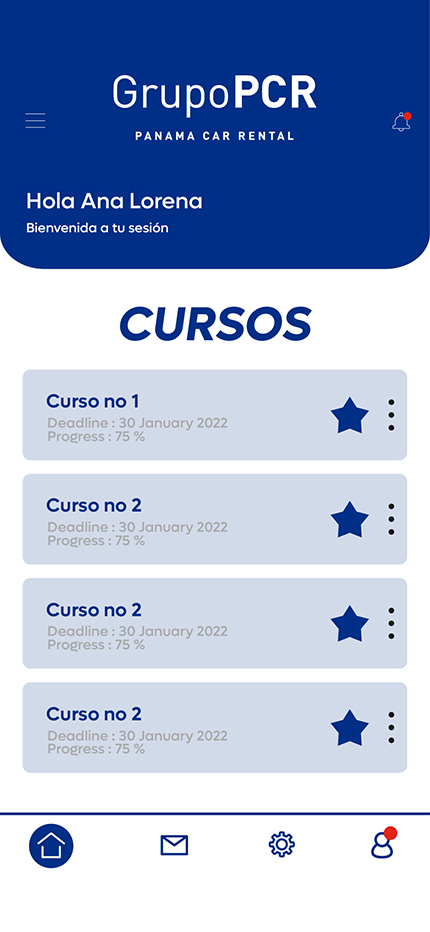 GrupoPCR
PANAMA CAR RENTAL
Hola Ana Lorena
Bienvenida a tu sesión
CURSOS
Curso no 1
Deadline : 30 January 2022
Progress : 75 %
Curso no 2
Deadline : 30 January 2022
Progress : 75 %
Curso no 2
Deadline : 30 January 2022
Progress : 75 %
Curso no 2
Deadline : 30 January 2022
Progress : 75 %